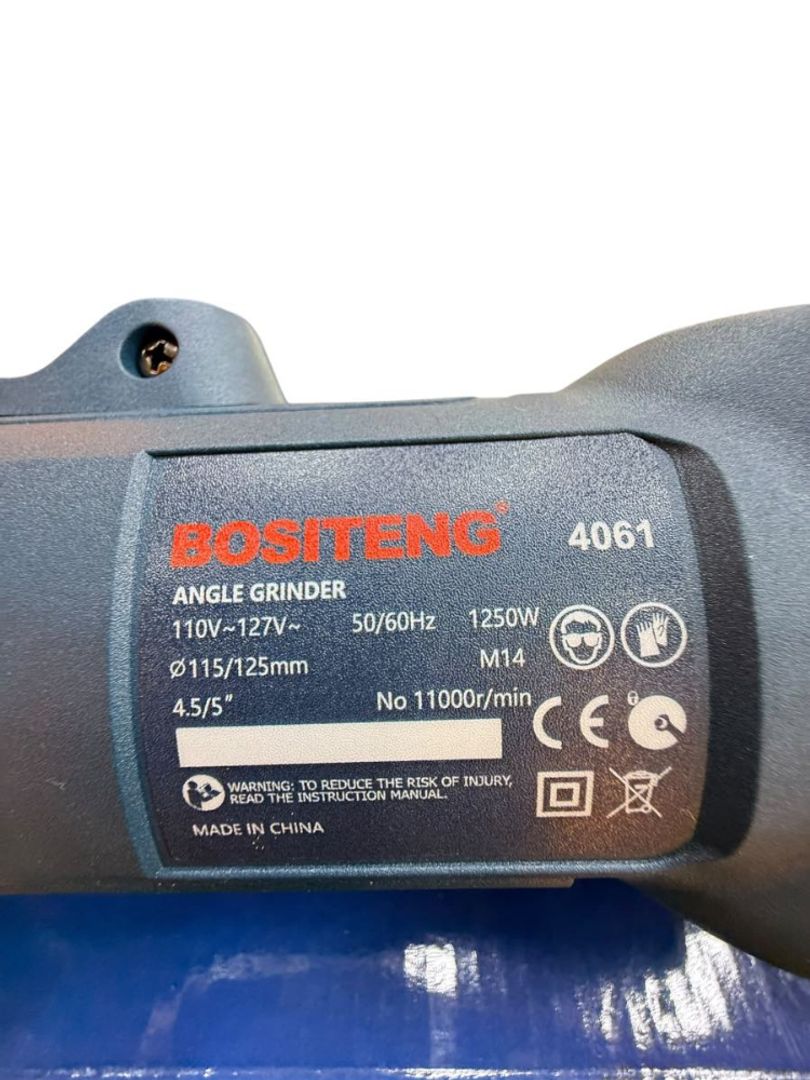 BOSITENG® 4061
ANGLE GRINDER
110V~127V~ 50/60Hz 1250W
Ø115/125mm M14
4.5/5" No 11000r/min
CE
WARNING: TO REDUCE THE RISK OF INJURY,
READ THE INSTRUCTION MANUAL.
MADE IN CHINA